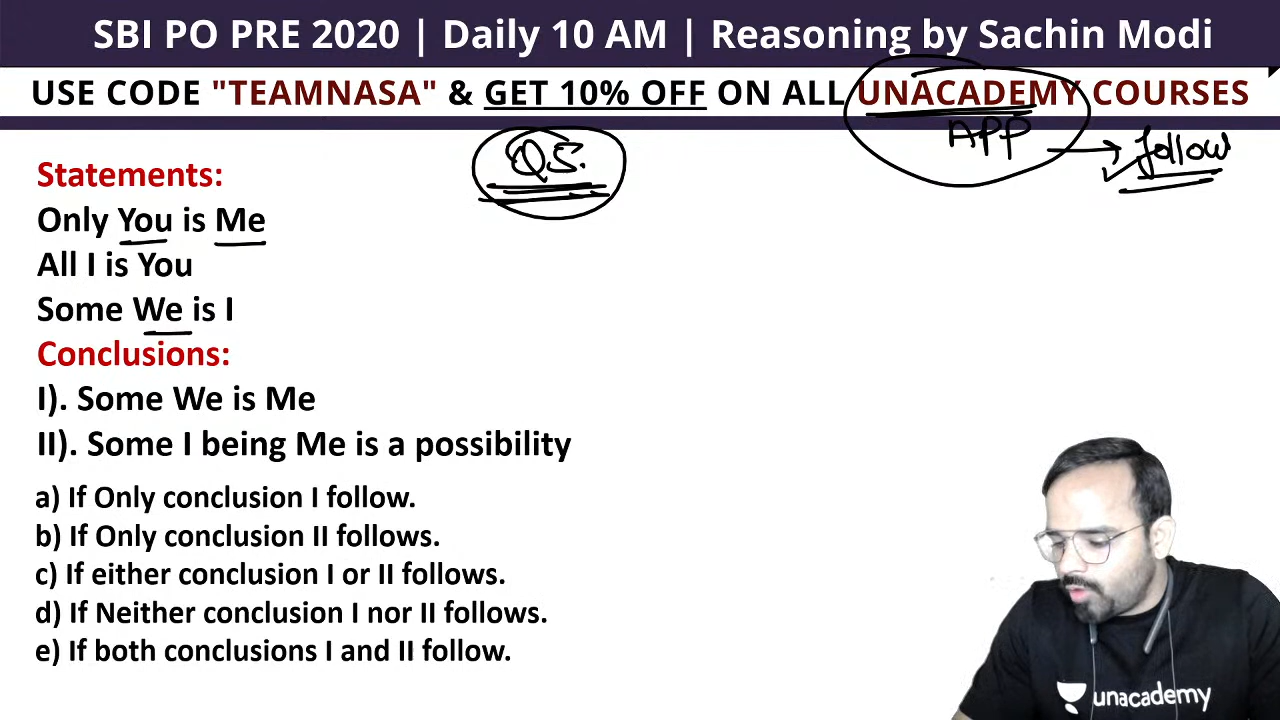 SBI PO PRE 2020 | Daily 10 AM | Reasoning by Sachin Modi
USE CODE "TEAMNASA" & GET 10% OFF ON ALL UNACADEMY COURSES
APP
follow
Q.S.
Statements:
Only You is Me
All I is You
Some We is I
Conclusions:
I). Some We is Me
II). Some I being Me is a possibility
a) If Only conclusion I follow.
b) If Only conclusion II follows.
c) If either conclusion I or II follows.
d) If Neither conclusion I nor II follows.
e) If both conclusions I and II follow.
unacademy